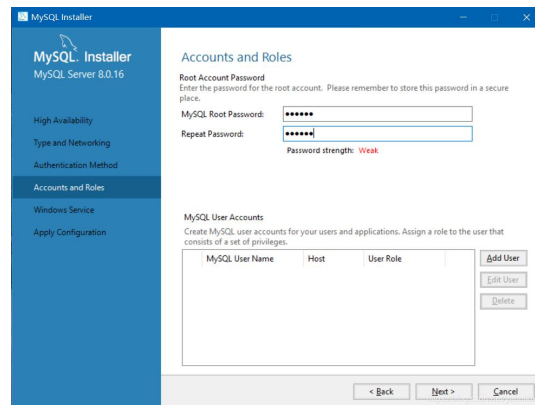 MySQL Installer
MySQL. Installer
MySQL Server 8.0.16
High Availability
Type and Networking
Authentication Method
Accounts and Roles
Windows Service
Apply Configuration
Accounts and Roles
Root Account Password
Enter the password for the root account. Please remember to store this password in a secure
place.
MySQL Root Password: ••••••
Repeat Password: ••••••
Password strength: Weak
MySQL User Accounts
Create MySQL user accounts for your users and applications. Assign a role to the user that
consists of a set of privileges.
MySQL User Name Host User Role
Add User
Edit User
Delete
< Back Next > Cancel